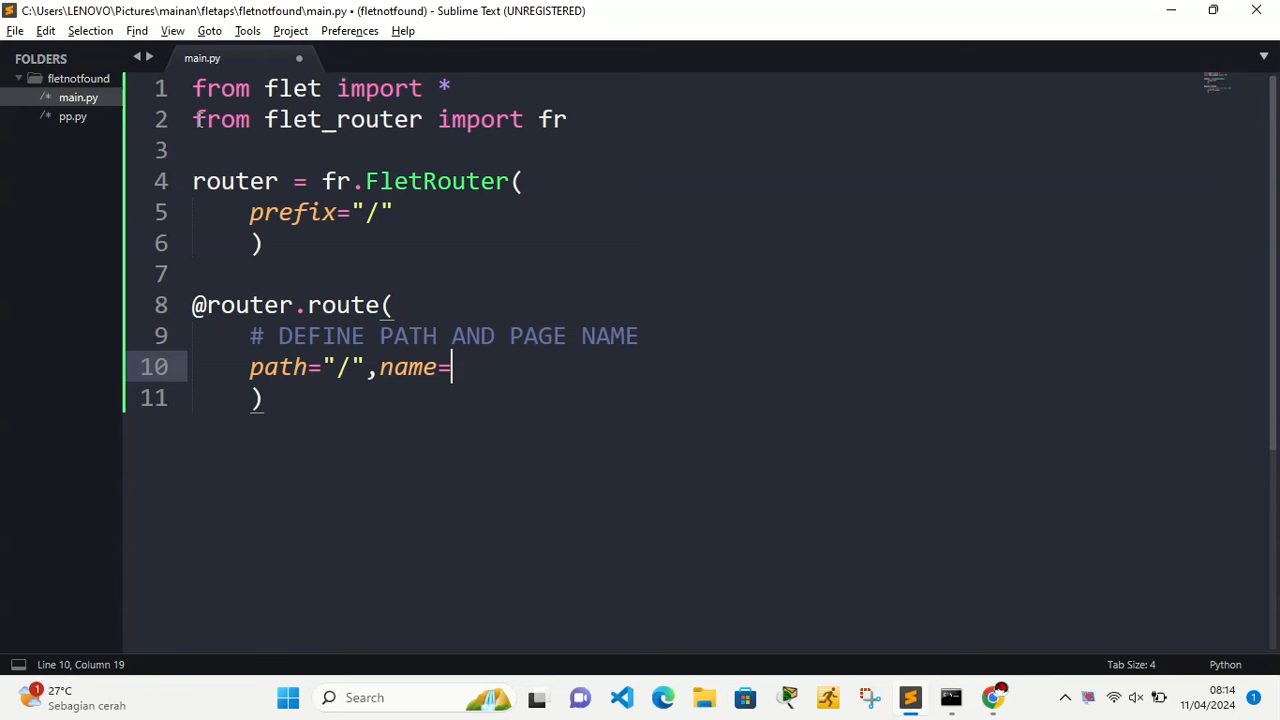 C:\Users\LENOVO\Pictures\mainan\fletaps\fletnotfound\main.py • (fletnotfound) - Sublime Text (UNREGISTERED)
File Edit Selection Find View Goto Tools Project Preferences Help
FOLDERS
fletnotfound
/* main.py
/* pp.py
main.py
1 from flet import *
2 from flet_router import fr
3
4 router = fr.FletRouter(
5 prefix="/"
6 )
7
8 @router.route(
9 # DEFINE PATH AND PAGE NAME
10 path="/",name=
11 )
Line 10, Column 19
Tab Size: 4
Python
1
27°C
Sebagian cerah
Search
08:14
11/04/2024
1